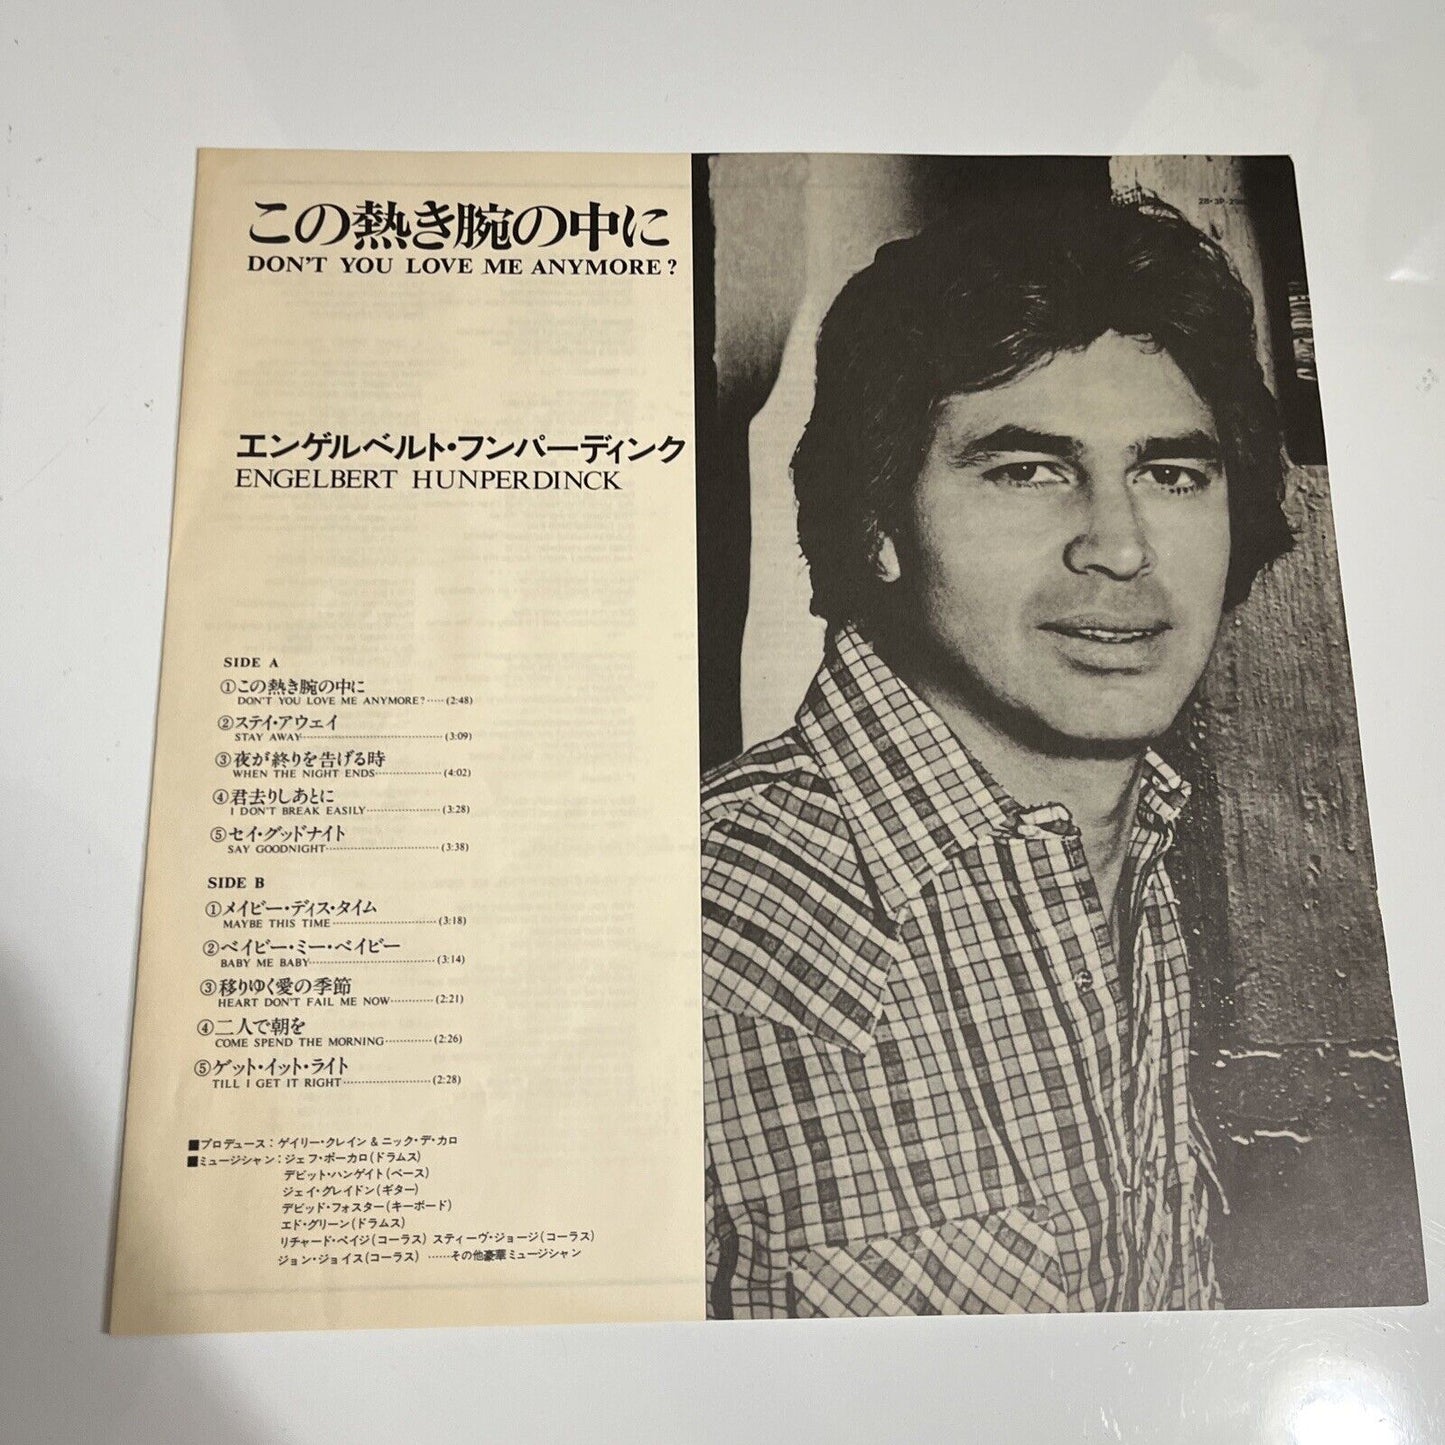 この熱き腕の中に
DON'T YOU LOVE ME ANYMORE?
エンゲルベルト・フンパーディンク
ENGELBERT HUNPERDINCK
SIDE A
①この熱き腕の中に
DON'T YOU LOVE ME ANYMORE?·····(2:48)
②ステイ・アウェイ
STAY AWAY·····(3:09)
③夜が終りを告げる時
WHEN THE NIGHT ENDS·····(4:02)
④君去りしあとに
I DON'T BREAK EASILY·····(3:28)
⑤セイ・グッドナイト
SAY GOODNIGHT·····(3:38)
SIDE B
①メイビー・ディス・タイム
MAYBE THIS TIME·····(3:18)
②ベイビー・ミー・ベイビー
BABY ME BABY·····(3:14)
③移りゆく愛の季節
HEART DON'T FAIL ME NOW·····(2:21)
④二人で朝を
COME SPEND THE MORNING·····(2:26)
⑤ゲット・イット・ライト
TILL I GET IT RIGHT·····(2:28)
■プロデュース：ゲイリー・クレイン＆ニック・デ・カロ
■ミュージシャン：ジェフ・ポーカロ(ドラムス)
デビット・ハンゲイト(ベース)
ジェイ・グレイドン(ギター)
デビッド・フォスター(キーボード)
エド・グリーン(ドラムス)
リチャード・ペイジ(コーラス) スティーヴ・ジョージ(コーラス)
ジョン・ジョイス(コーラス) ······その他豪華ミュージシャン